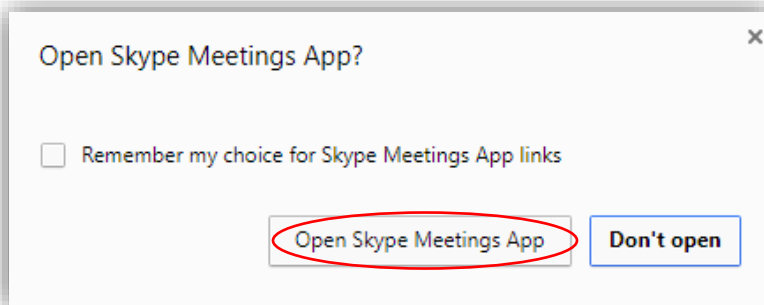 Open Skype Meetings App?
Remember my choice for Skype Meetings App links
Open Skype Meetings App
Don't open